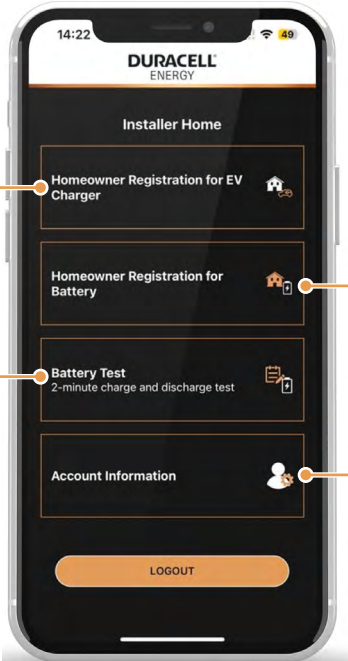 14:22
49
DURACELL
ENERGY
Installer Home
Homeowner Registration for EV
Charger
Homeowner Registration for
Battery
Battery Test
2-minute charge and discharge test
Account Information
LOGOUT